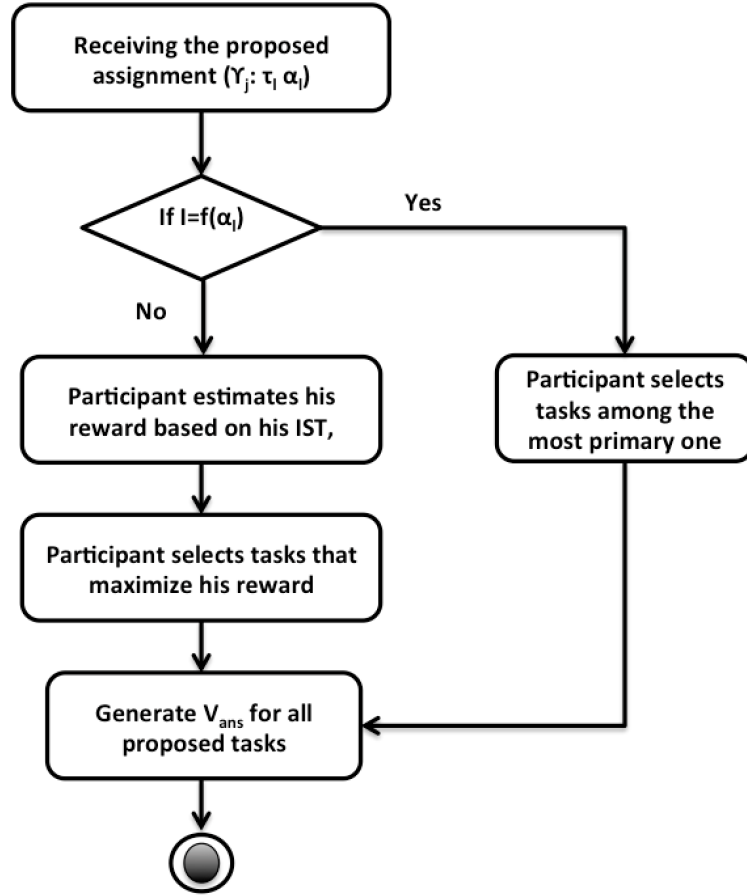 Receiving the proposed
assignment (ϒj: τl αl)
If I=f(αl)
Yes
No
Participant estimates his
reward based on his IST,
Participant selects
tasks among the
most primary one
Participant selects tasks that
maximize his reward
Generate Vans for all
proposed tasks